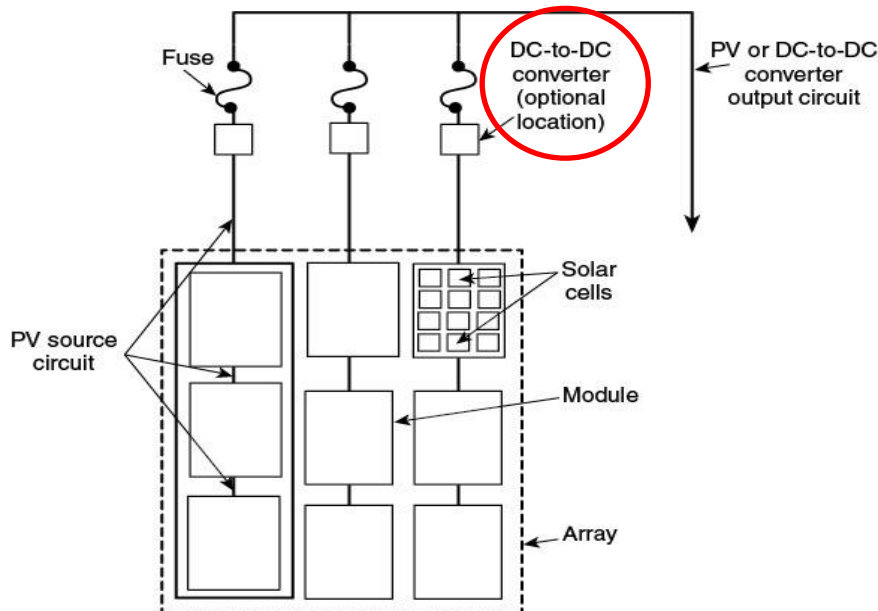 Fuse
DC-to-DC
converter
(optional
location)
PV or DC-to-DC
converter
output circuit
Solar
cells
PV source
circuit
Module
Array